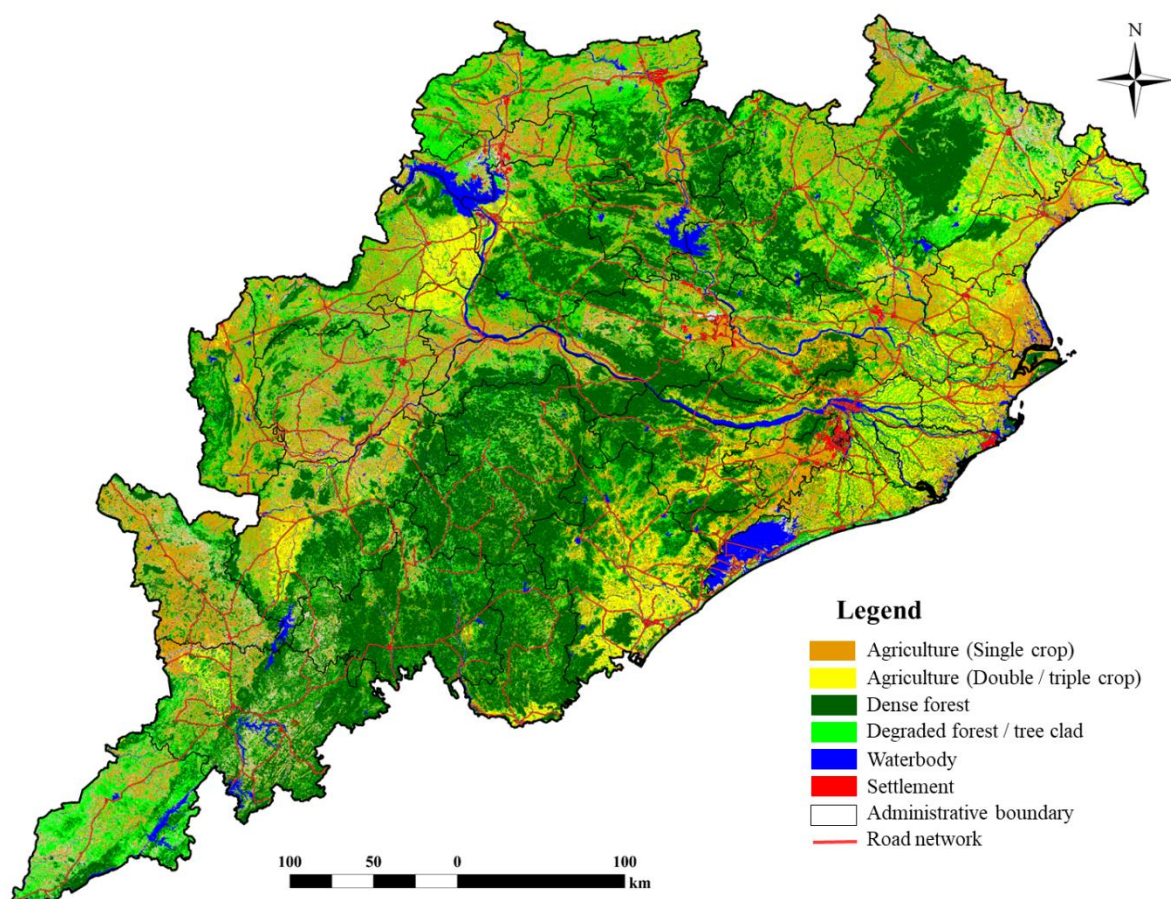 N
Legend
Agriculture (Single crop)
Agriculture (Double / triple crop)
Dense forest
Degraded forest / tree clad
Waterbody
Settlement
Administrative boundary
Road network
100 50 0 100
km